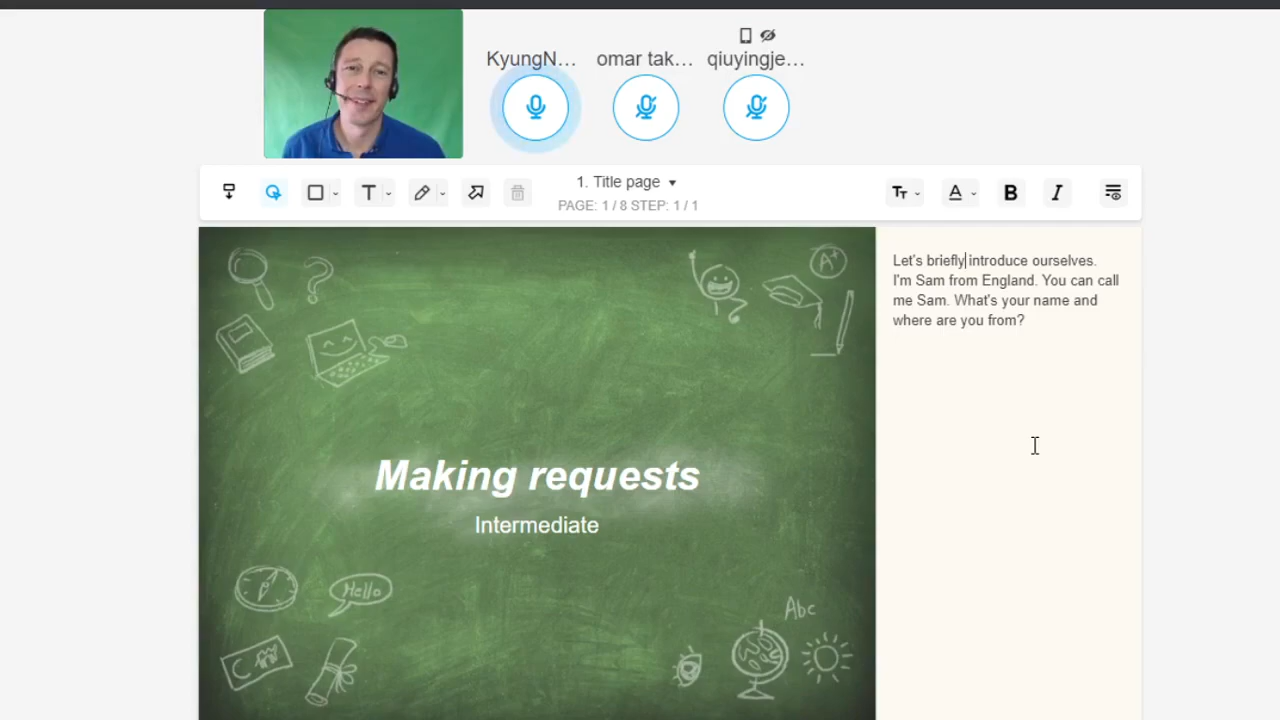 KyungN...
omar tak...
qiuyingje...
1. Title page
PAGE: 1 / 8 STEP: 1 / 1
Let's briefly introduce ourselves.
I'm Sam from England. You can call
me Sam. What's your name and
where are you from?
A+
Making requests
Intermediate
Hello
Abc